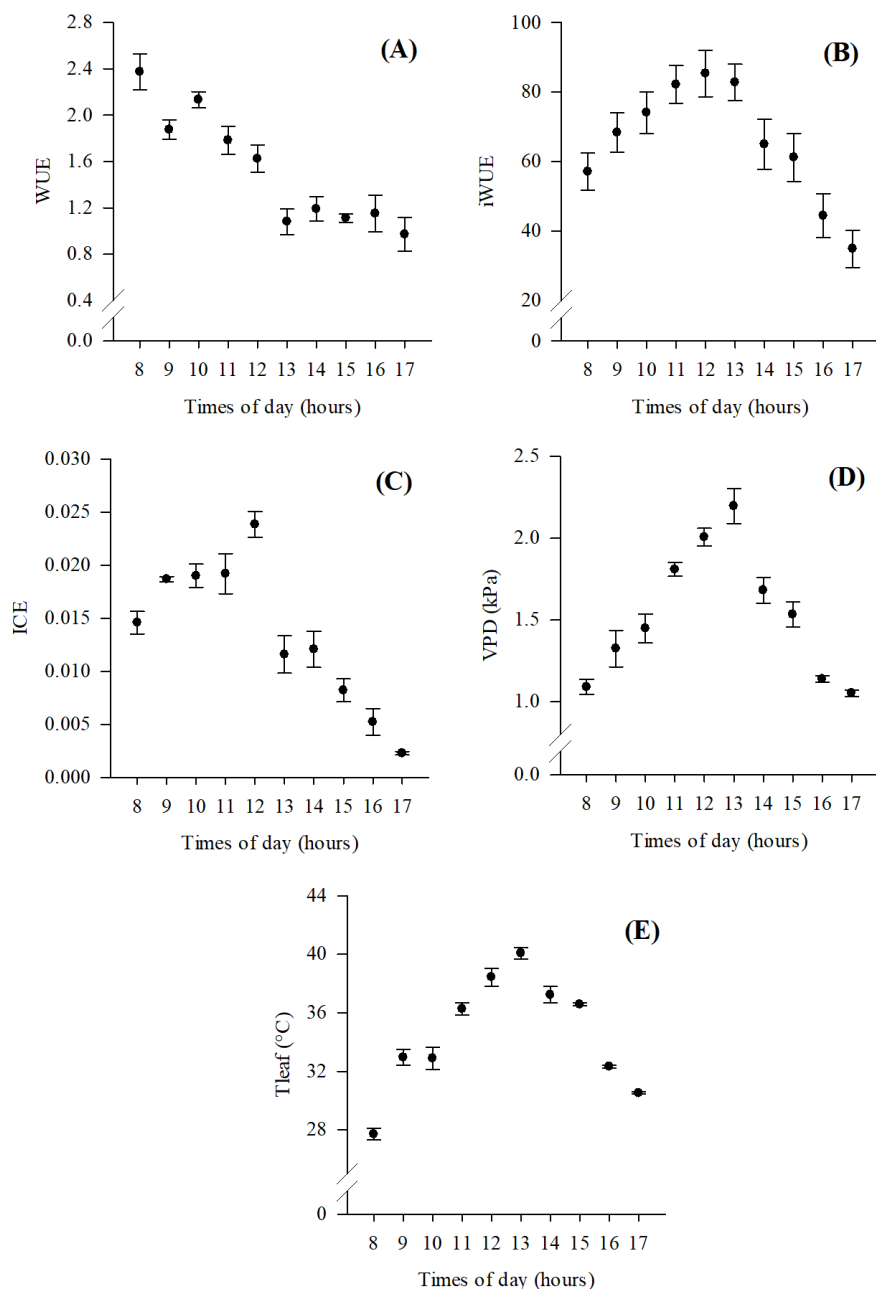 (A)
WUE
2.8
2.4
2.0
1.6
1.2
0.8
0.4
0.0
8 9 10 11 12 13 14 15 16 17
Times of day (hours)
(B)
iWUE
100
80
60
40
20
0
8 9 10 11 12 13 14 15 16 17
Times of day (hours)
(C)
ICE
0.030
0.025
0.020
0.015
0.010
0.005
0.000
8 9 10 11 12 13 14 15 16 17
Times of day (hours)
(D)
VPD (kPa)
2.5
2.0
1.5
1.0
0.0
8 9 10 11 12 13 14 15 16 17
Times of day (hours)
(E)
Tleaf (°C)
44
40
36
32
28
0
8 9 10 11 12 13 14 15 16 17
Times of day (hours)